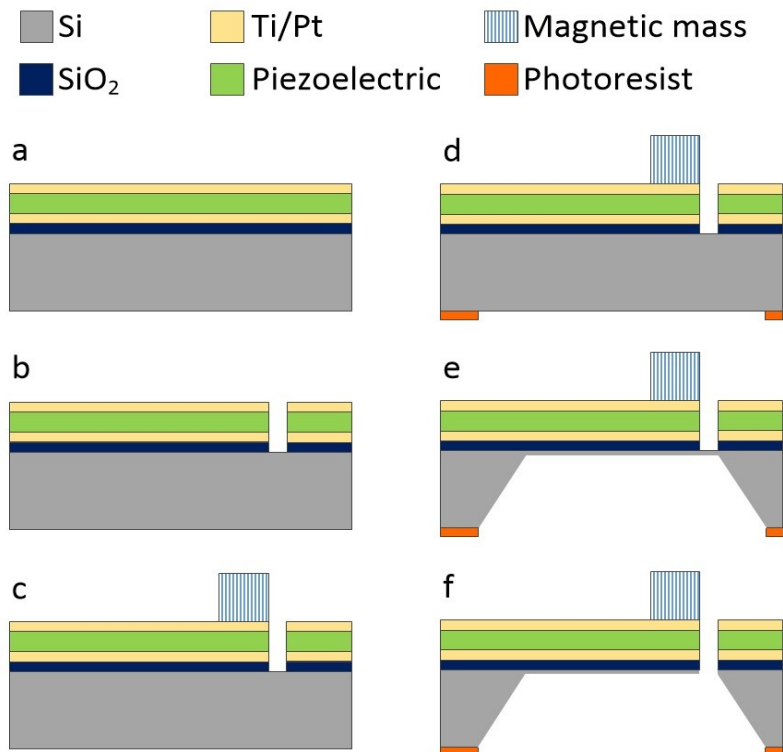 Si Ti/Pt Magnetic mass
SiO₂ Piezoelectric Photoresist
a
b
c
d
e
f